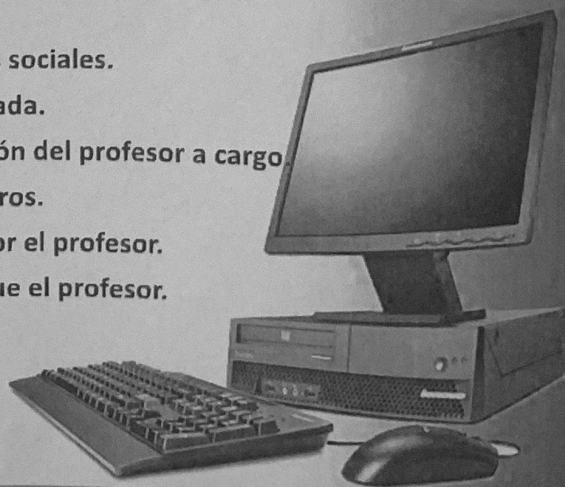 sociales.
ada.
ón del profesor a cargo.
ros.
or el profesor.
ue el profesor.